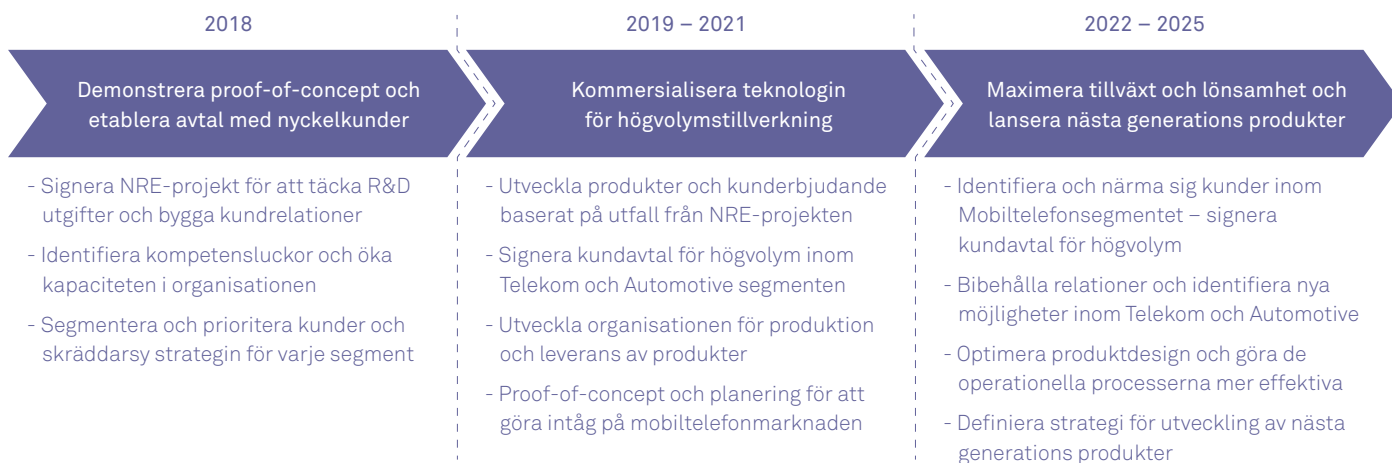 2018
Demonstrera proof-of-concept och
etablera avtal med nyckelkunder
- Signera NRE-projekt för att täcka R&D
utgifter och bygga kundrelationer
- Identifiera kompetensluckor och öka
kapaciteten i organisationen
- Segmentera och prioritera kunder och
skräddarsy strategin för varje segment
2019 – 2021
Kommersialisera teknologin
för högvolymstillverkning
- Utveckla produkter och kunderbjudande
baserat på utfall från NRE-projekten
- Signera kundavtal för högvolym inom
Telekom och Automotive segmenten
- Utveckla organisationen för produktion
och leverans av produkter
- Proof-of-concept och planering för att
göra intåg på mobiltelefonmarknaden
2022 – 2025
Maximera tillväxt och lönsamhet och
lansera nästa generations produkter
- Identifiera och närma sig kunder inom
Mobiltelefonsegmentet – signera
kundavtal för högvolym
- Bibehålla relationer och identifiera nya
möjligheter inom Telekom och Automotive
- Optimera produktdesign och göra de
operationella processerna mer effektiva
- Definiera strategi för utveckling av nästa
generations produkter